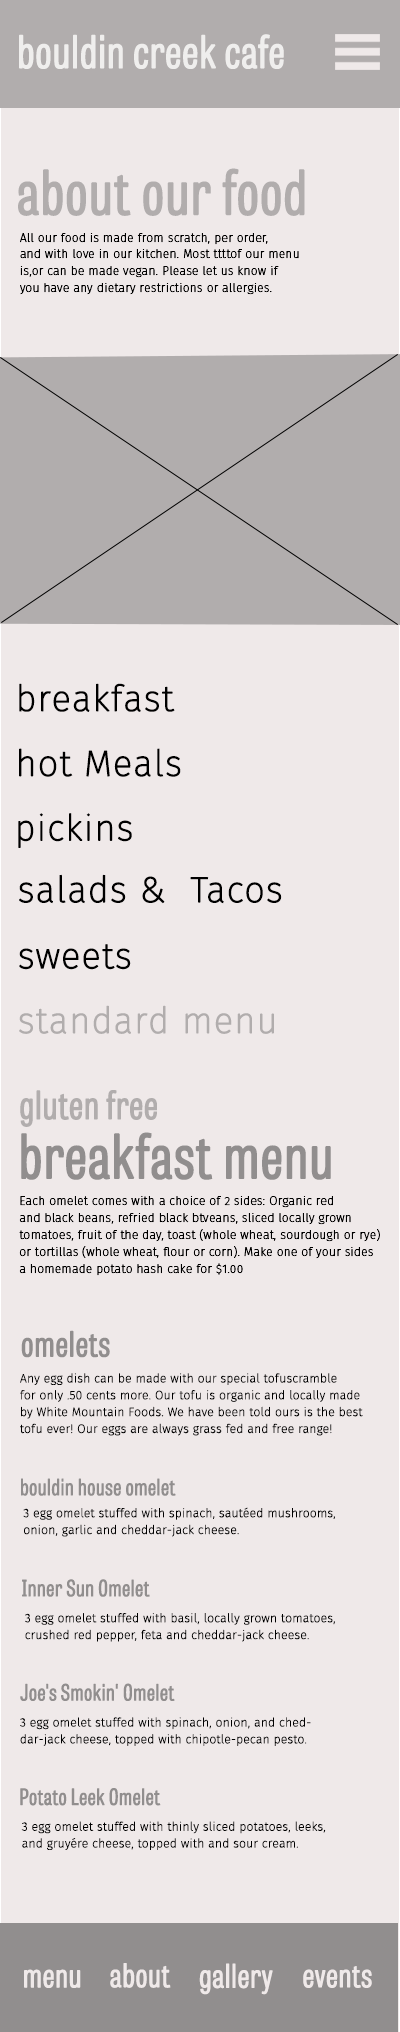 bouldin creek cafe
about our food
All our food is made from scratch, per order,
and with love in our kitchen. Most ttttof our menu
is,or can be made vegan. Please let us know if
you have any dietary restrictions or allergies.
breakfast
hot Meals
pickins
salads & Tacos
sweets
standard menu
gluten free
breakfast menu
Each omelet comes with a choice of 2 sides: Organic red
and black beans, refried black btveans, sliced locally grown
tomatoes, fruit of the day, toast (whole wheat, sourdough or rye)
or tortillas (whole wheat, flour or corn). Make one of your sides
a homemade potato hash cake for $1.00
omelets
Any egg dish can be made with our special tofuscramble
for only .50 cents more. Our tofu is organic and locally made
by White Mountain Foods. We have been told ours is the best
tofu ever! Our eggs are always grass fed and free range!
bouldin house omelet
3 egg omelet stuffed with spinach, sautéed mushrooms,
onion, garlic and cheddar-jack cheese.
Inner Sun Omelet
3 egg omelet stuffed with basil, locally grown tomatoes,
crushed red pepper, feta and cheddar-jack cheese.
Joe's Smokin' Omelet
3 egg omelet stuffed with spinach, onion, and ched-
dar-jack cheese, topped with chipotle-pecan pesto.
Potato Leek Omelet
3 egg omelet stuffed with thinly sliced potatoes, leeks,
and gruyére cheese, topped with and sour cream.
menu about gallery events